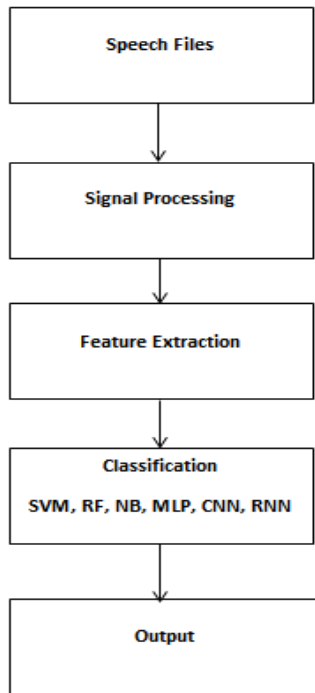 Speech Files
Signal Processing
Feature Extraction
Classification
SVM, RF, NB, MLP, CNN, RNN
Output